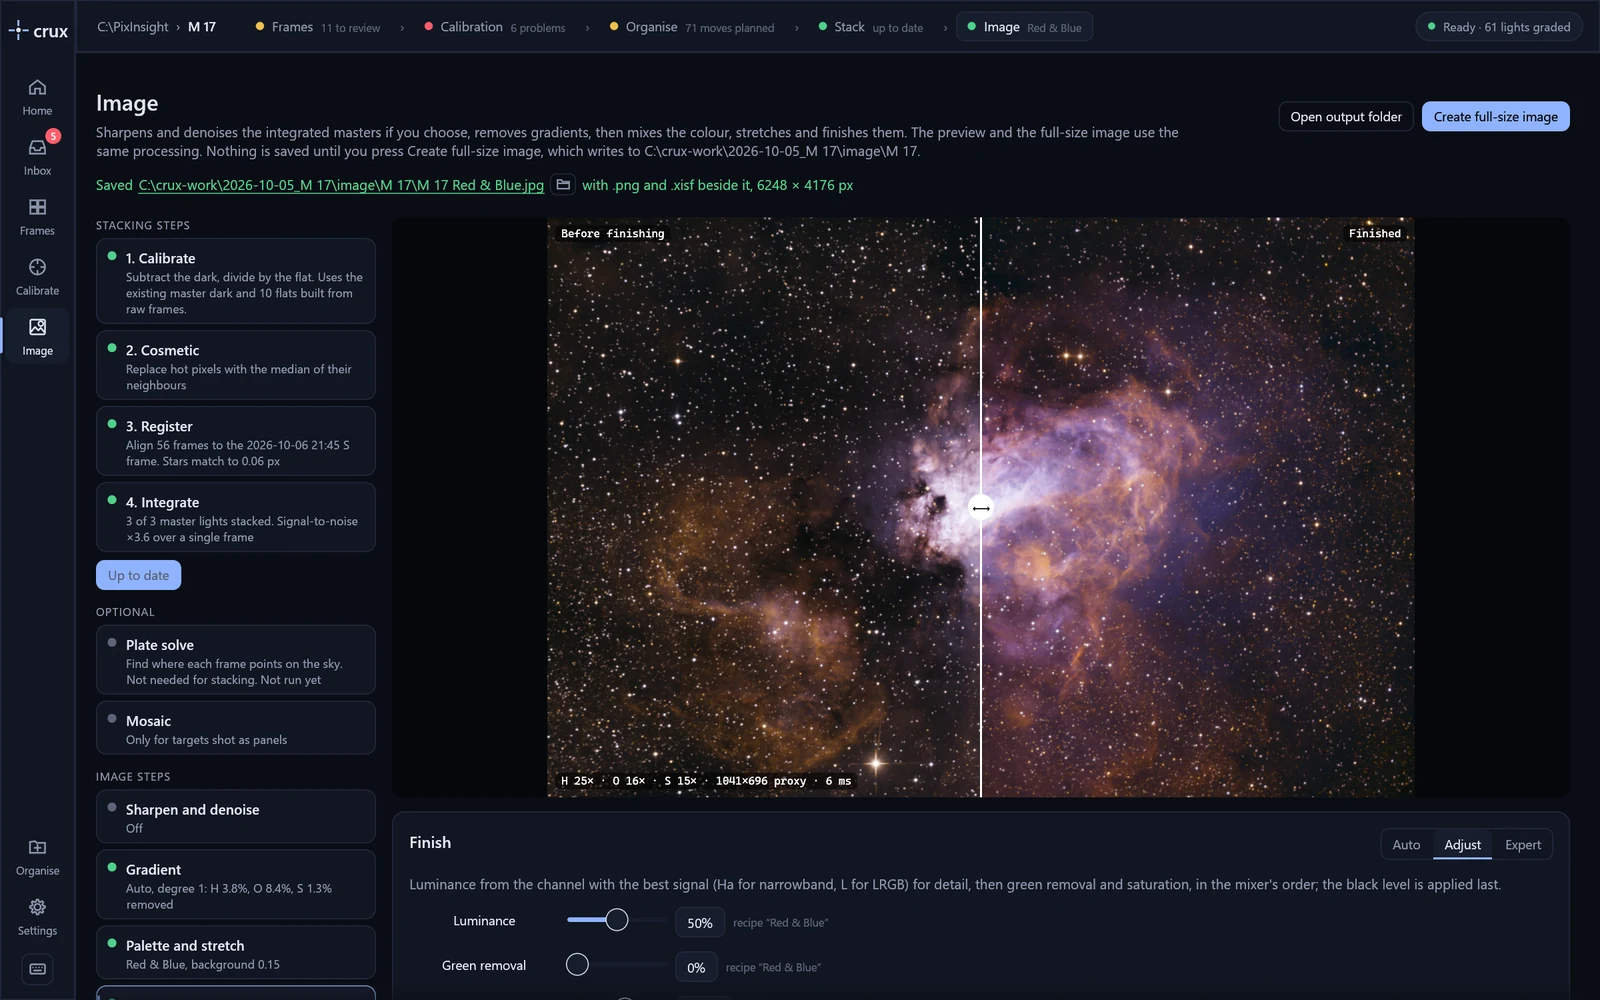 crux
C:\PixInsight › M 17
Frames 11 to review ›
Calibration 6 problems ›
Organise 71 moves planned ›
Stack up to date ›
Image Red & Blue
Ready · 61 lights graded
Home
5
Inbox
Frames
Calibrate
Image
Organise
Settings
Image
Sharpens and denoises the integrated masters if you choose, removes gradients, then mixes the colour, stretches and finishes them. The preview and the full-size image use the
same processing. Nothing is saved until you press Create full-size image, which writes to C:\crux-work\2026-10-05_M 17\image\M 17.
Open output folder
Create full-size image
Saved C:\crux-work\2026-10-05_M 17\image\M 17\M 17 Red & Blue.jpg with .png and .xisf beside it, 6248 × 4176 px
STACKING STEPS
1. Calibrate
Subtract the dark, divide by the flat. Uses the
existing master dark and 10 flats built from
raw frames.
2. Cosmetic
Replace hot pixels with the median of their
neighbours
3. Register
Align 56 frames to the 2026-10-06 21:45 S
frame. Stars match to 0.06 px
4. Integrate
3 of 3 master lights stacked. Signal-to-noise
×3.6 over a single frame
Up to date
OPTIONAL
Plate solve
Find where each frame points on the sky.
Not needed for stacking. Not run yet
Mosaic
Only for targets shot as panels
IMAGE STEPS
Sharpen and denoise
Off
Gradient
Auto, degree 1: H 3.8%, O 8.4%, S 1.3%
removed
Palette and stretch
Red & Blue, background 0.15
Before finishing
Finished
H 25× · O 16× · S 15× · 1041×696 proxy · 6 ms
Finish
Auto
Adjust
Expert
Luminance from the channel with the best signal (Ha for narrowband, L for LRGB) for detail, then green removal and saturation, in the mixer's order; the black level is applied last.
Luminance 50% recipe “Red & Blue”
Green removal 0% recipe “Red & Blue”